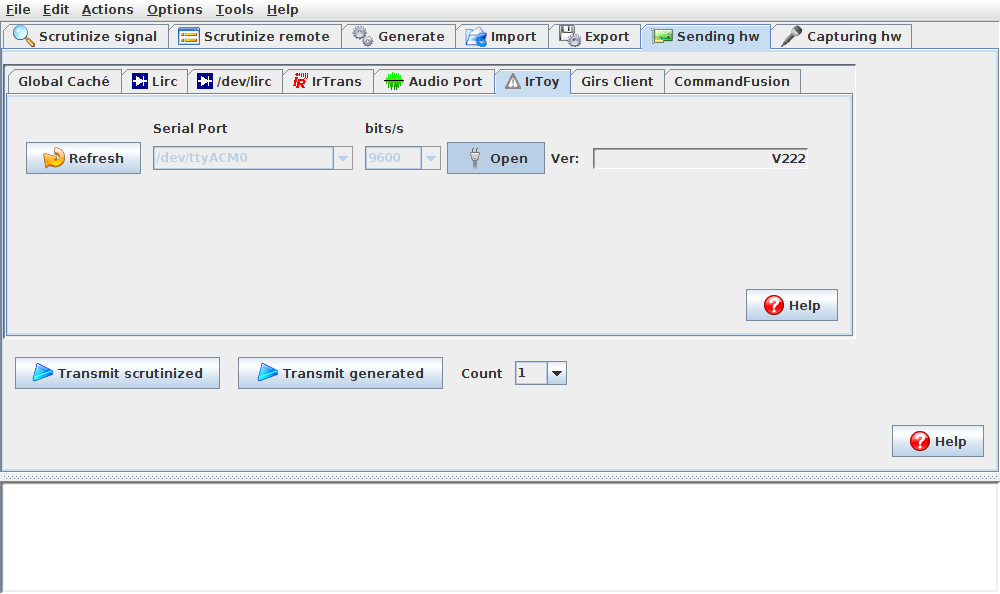 File Edit Actions Options Tools Help
Scrutinize signal Scrutinize remote Generate Import Export Sending hw Capturing hw
Global Caché Lirc /dev/lirc IrTrans Audio Port IrToy Girs Client CommandFusion
Serial Port bits/s
Refresh /dev/ttyACM0 9600 Open Ver: V222
Help
Transmit scrutinized Transmit generated Count 1
Help